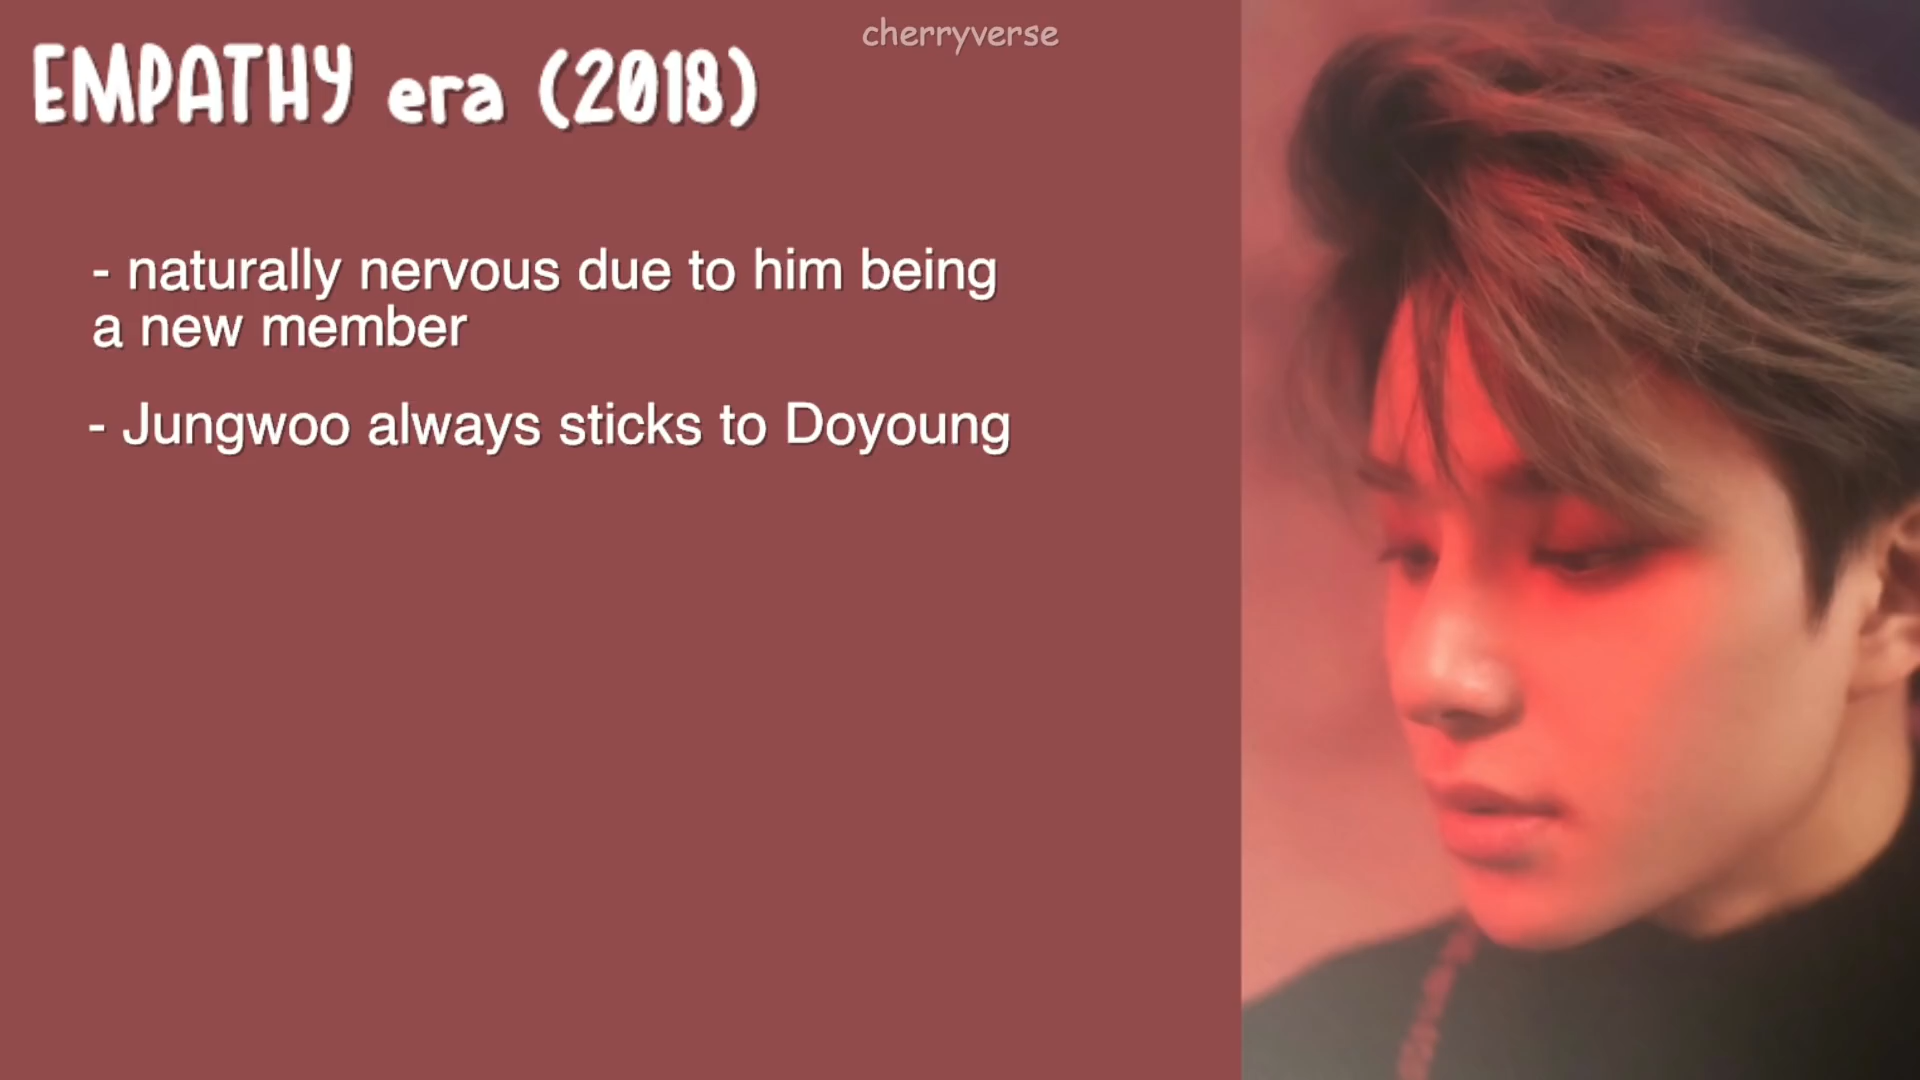 cherryverse
EMPATHY era (2018)
- naturally nervous due to him being
a new member
- Jungwoo always sticks to Doyoung